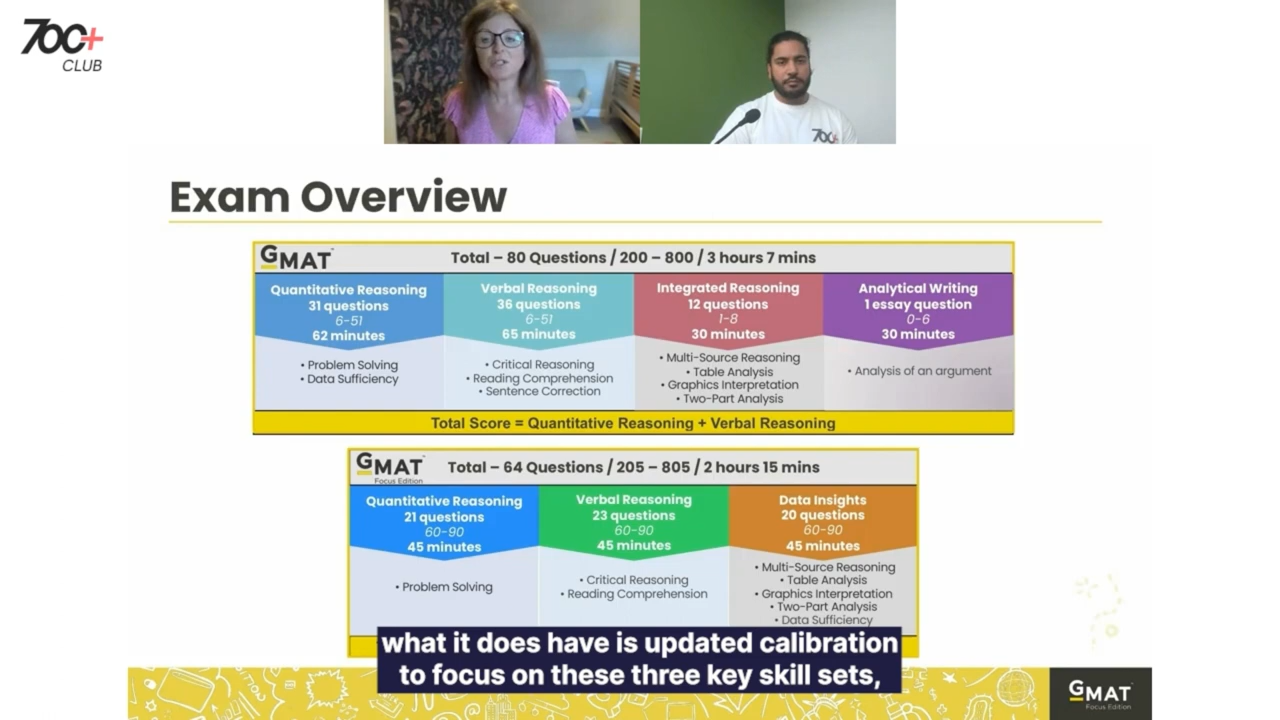 700+
CLUB
700+
Exam Overview
GMAT™
Total – 80 Questions / 200 – 800 / 3 hours 7 mins
Quantitative Reasoning
31 questions
6-51
62 minutes
• Problem Solving
• Data Sufficiency
Verbal Reasoning
36 questions
6-51
65 minutes
• Critical Reasoning
• Reading Comprehension
• Sentence Correction
Integrated Reasoning
12 questions
1-8
30 minutes
• Multi-Source Reasoning
• Table Analysis
• Graphics Interpretation
• Two-Part Analysis
Analytical Writing
1 essay question
0-6
30 minutes
• Analysis of an argument
Total Score = Quantitative Reasoning + Verbal Reasoning
GMAT™
Focus Edition
Total – 64 Questions / 205 – 805 / 2 hours 15 mins
Quantitative Reasoning
21 questions
60-90
45 minutes
• Problem Solving
Verbal Reasoning
23 questions
60-90
45 minutes
• Critical Reasoning
• Reading Comprehension
Data Insights
20 questions
60-90
45 minutes
• Multi-Source Reasoning
• Table Analysis
• Graphics Interpretation
• Two-Part Analysis
• Data Sufficiency
what it does have is updated calibration
to focus on these three key skill sets,
GMAT™
Focus Edition